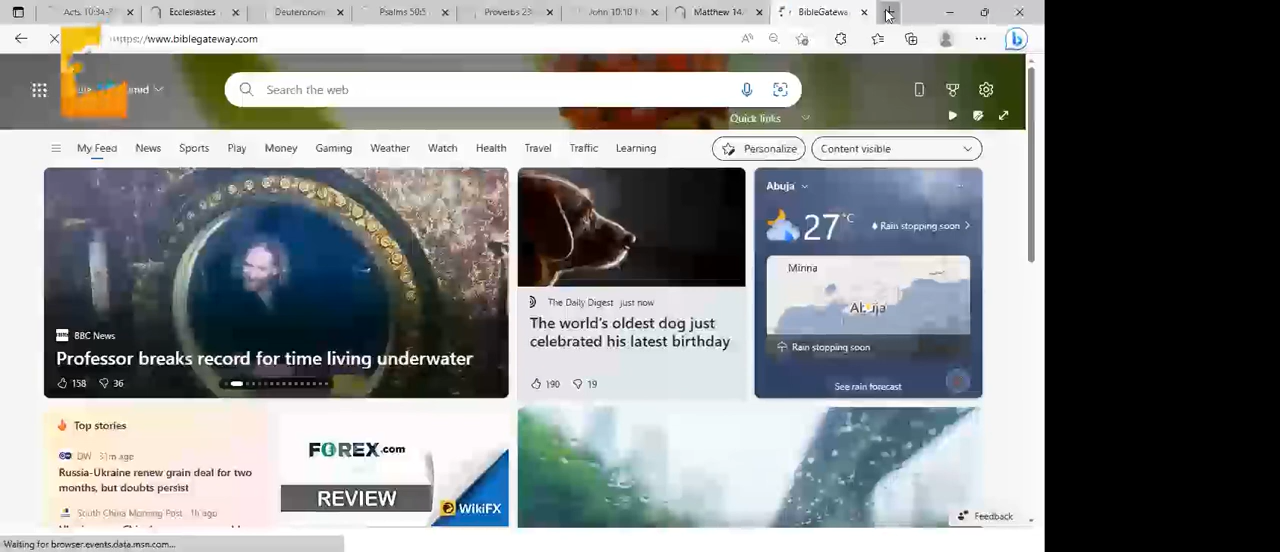 Acts. 10:34-
Ecclesiastes
Deuteronom
Psalms 50:5
Proverbs 23
John 10:10
Matthew 14.
BibleGatewa
https://www.biblegateway.com
Search the web
Quick links
My Feed News Sports Play Money Gaming Weather Watch Health Travel Traffic Learning
Personalize
Content visible
BBC News
Professor breaks record for time living underwater
158 36
The Daily Digest just now
The world's oldest dog just
celebrated his latest birthday
190 19
Abuja
27 °C
Rain stopping soon
Minna
Abuja
Rain stopping soon
See rain forecast
Top stories
DW 31m ago
Russia-Ukraine renew grain deal for two
months, but doubts persist
South China Morning Post 1h ago
FOREX.com
REVIEW
WikiFX
Feedback
Waiting for browser.events.data.msn.com...